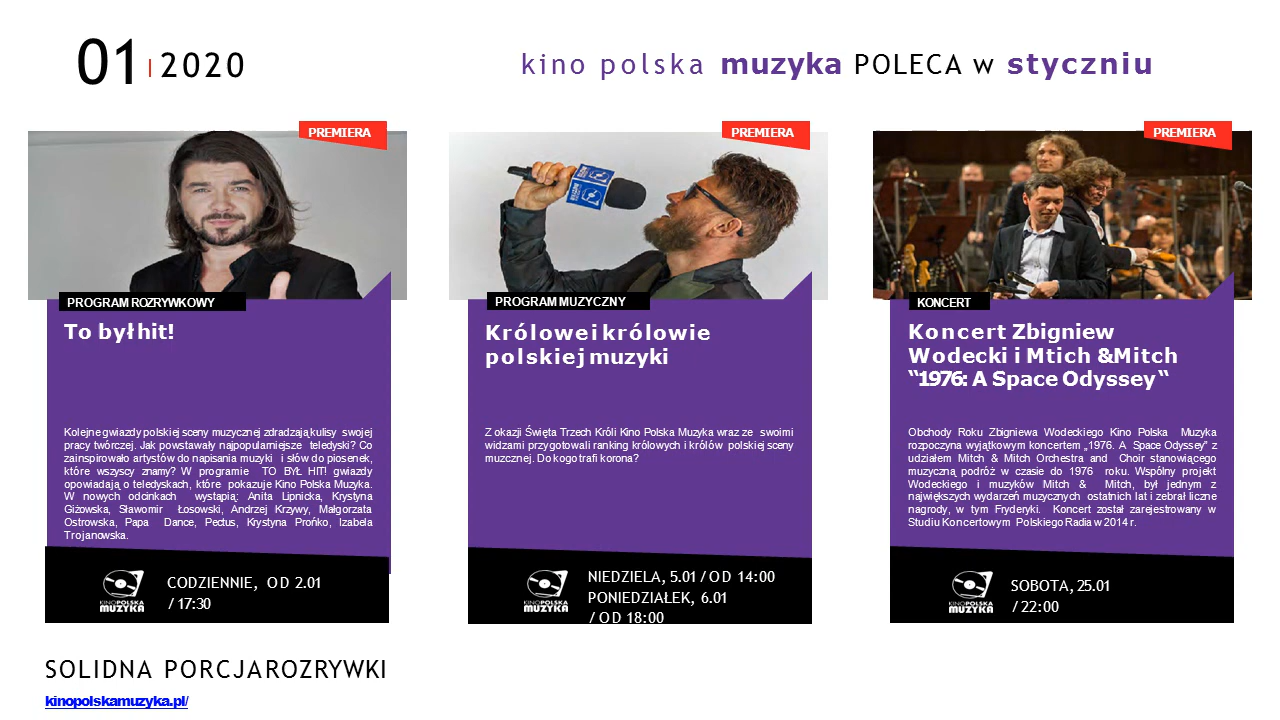 01 2020
kino polska muzyka POLECA w styczniu
PREMIERA
PROGRAM ROZRYWKOWY
To był hit!
Kolejne gwiazdy polskiej sceny muzycznej zdradzają kulisy swojej
pracy twórczej. Jak powstawały najpopularniejsze teledyski? Co
zainspirowało artystów do napisania muzyki i słów do piosenek,
które wszyscy znamy? W programie TO BYŁ HIT! gwiazdy
opowiadają o teledyskach, które pokazuje Kino Polska Muzyka.
W nowych odcinkach wystąpią: Anita Lipnicka, Krystyna
Giżowska, Sławomir Łosowski, Andrzej Krzywy, Małgorzata
Ostrowska, Papa Dance, Pectus, Krystyna Prońko, Izabela
Trojanowska.
KINOPOLSKA
MUZYKA
CODZIENNIE, OD 2.01
/ 17:30
PREMIERA
PROGRAM MUZYCZNY
Królowe i królowie
polskiej muzyki
Z okazji Święta Trzech Króli Kino Polska Muzyka wraz ze swoimi
widzami przygotowali ranking królowych i królów polskiej sceny
muzcznej. Do kogo trafi korona?
KINOPOLSKA
MUZYKA
NIEDZIELA, 5.01 / OD 14:00
PONIEDZIAŁEK, 6.01
/ OD 18:00
PREMIERA
KONCERT
Koncert Zbigniew
Wodecki i Mtich &Mitch
“1976: A Space Odyssey“
Obchody Roku Zbigniewa Wodeckiego Kino Polska Muzyka
rozpoczyna wyjątkowym koncertem „1976. A Space Odyssey” z
udziałem Mitch & Mitch Orchestra and Choir stanowiącego
muzyczną podróż w czasie do 1976 roku. Wspólny projekt
Wodeckiego i muzyków Mitch & Mitch, był jednym z
największych wydarzeń muzycznych ostatnich lat i zebrał liczne
nagrody, w tym Fryderyki. Koncert został zarejestrowany w
Studiu Koncertowym Polskiego Radia w 2014 r.
KINOPOLSKA
MUZYKA
SOBOTA, 25.01
/ 22:00
SOLIDNA PORCJAROZRYWKI
kinopolskamuzyka.pl/